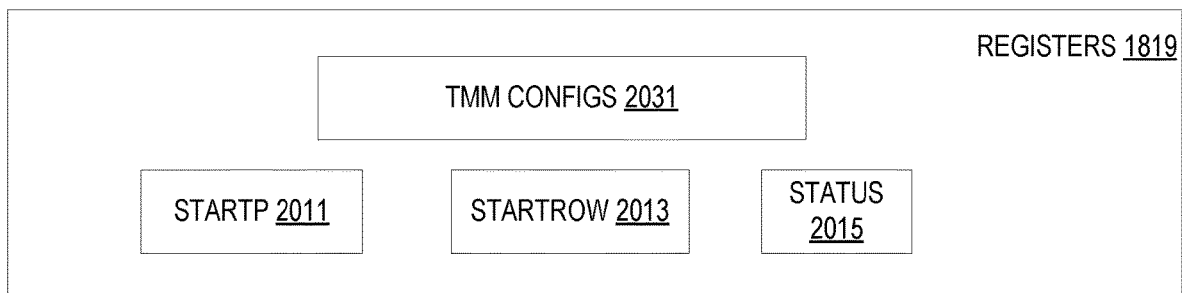 REGISTERS 1819
TMM CONFIGS 2031
STARTP 2011
STARTROW 2013
STATUS
2015